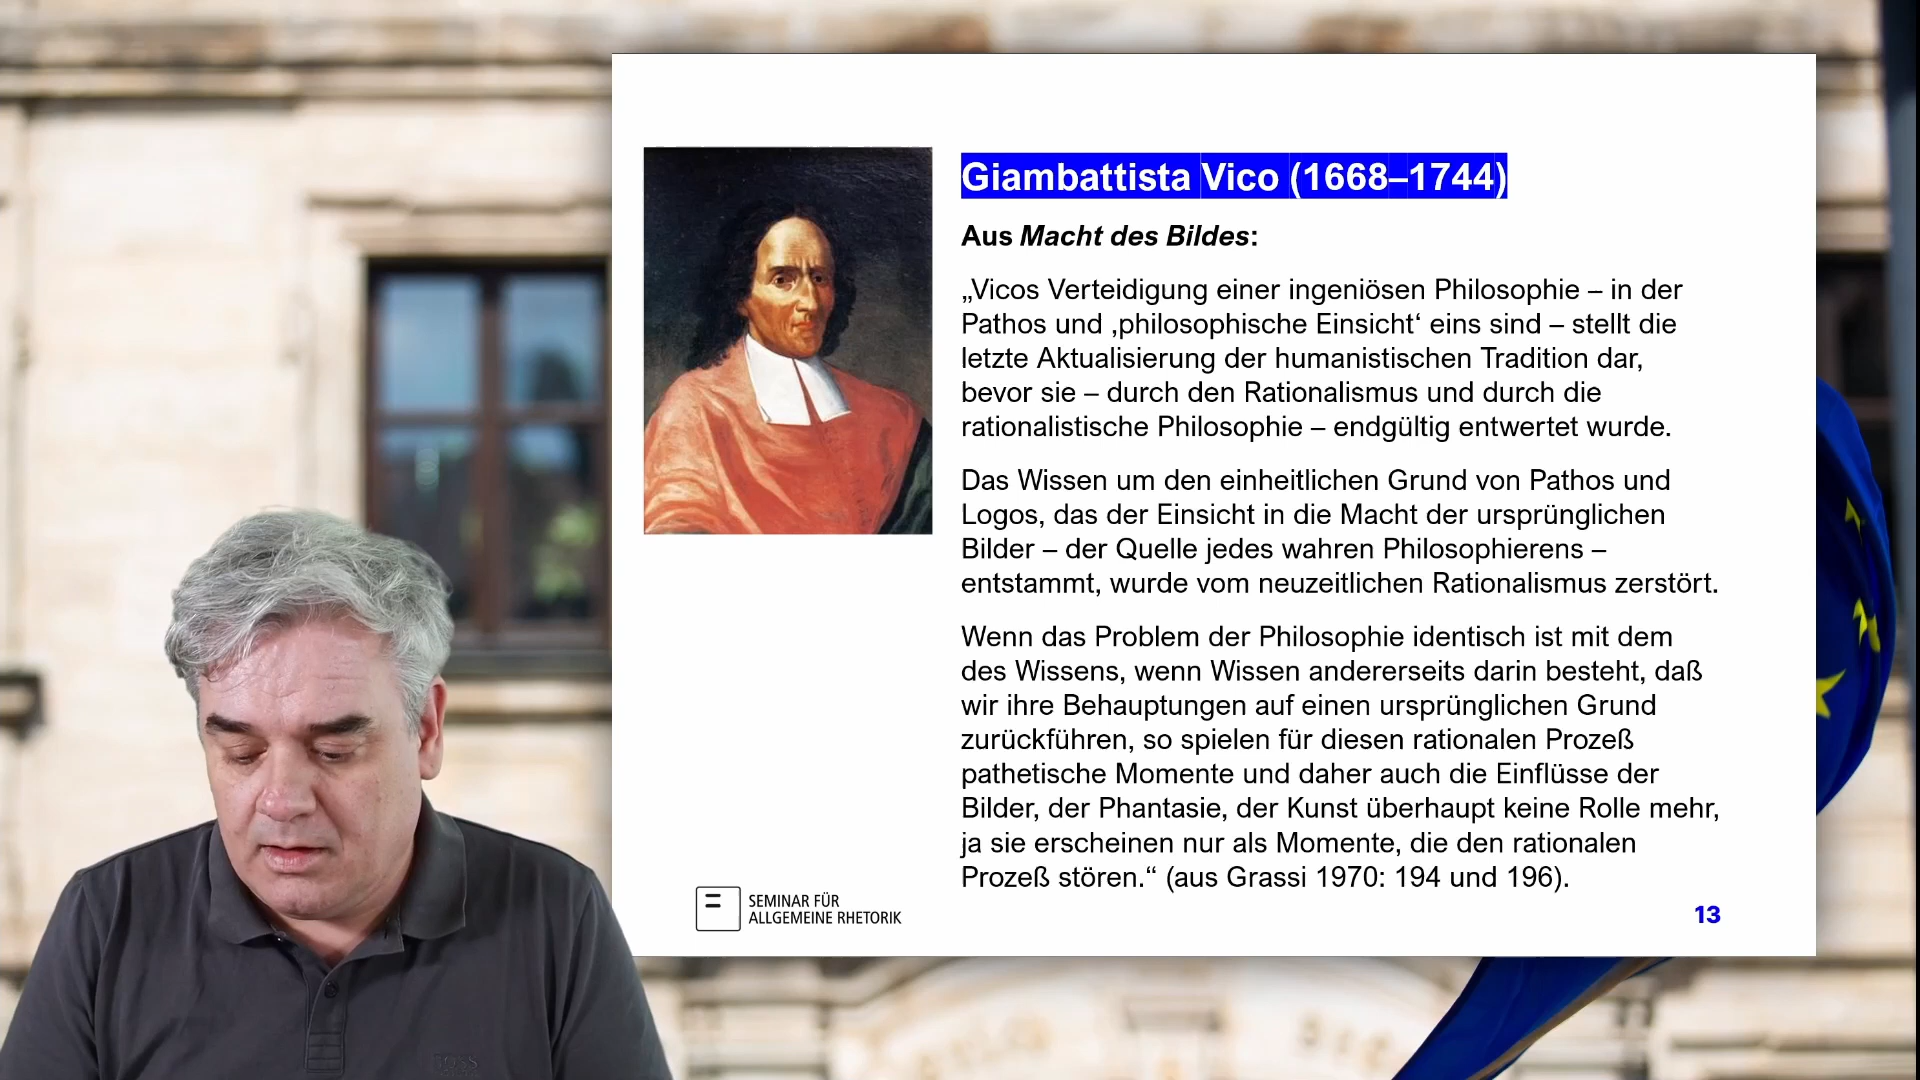 Giambattista Vico (1668–1744)
Aus Macht des Bildes:
„Vicos Verteidigung einer ingeniösen Philosophie – in der
Pathos und ‚philosophische Einsicht‘ eins sind – stellt die
letzte Aktualisierung der humanistischen Tradition dar,
bevor sie – durch den Rationalismus und durch die
rationalistische Philosophie – endgültig entwertet wurde.
Das Wissen um den einheitlichen Grund von Pathos und
Logos, das der Einsicht in die Macht der ursprünglichen
Bilder – der Quelle jedes wahren Philosophierens –
entstammt, wurde vom neuzeitlichen Rationalismus zerstört.
Wenn das Problem der Philosophie identisch ist mit dem
des Wissens, wenn Wissen andererseits darin besteht, daß
wir ihre Behauptungen auf einen ursprünglichen Grund
zurückführen, so spielen für diesen rationalen Prozeß
pathetische Momente und daher auch die Einflüsse der
Bilder, der Phantasie, der Kunst überhaupt keine Rolle mehr,
ja sie erscheinen nur als Momente, die den rationalen
Prozeß stören.“ (aus Grassi 1970: 194 und 196).
SEMINAR FÜR
ALLGEMEINE RHETORIK
13